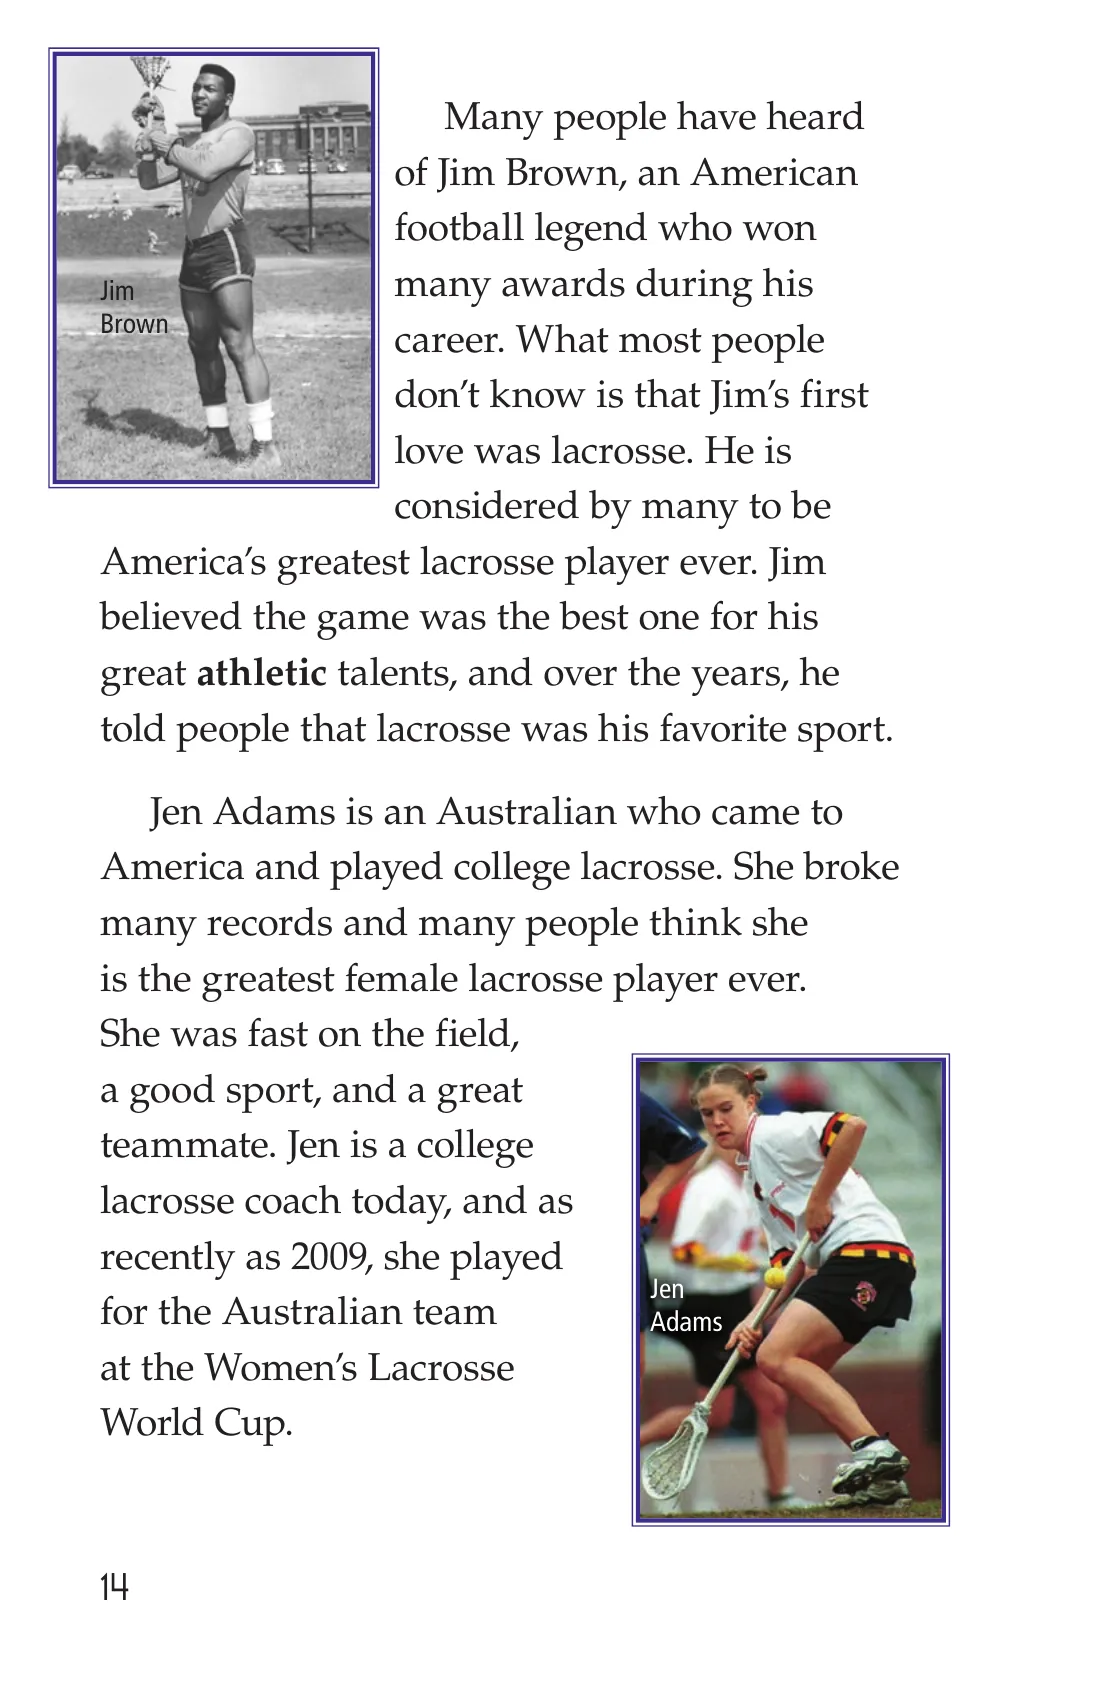 Jim
Brown
Many people have heard
of Jim Brown, an American
football legend who won
many awards during his
career. What most people
don’t know is that Jim’s first
love was lacrosse. He is
considered by many to be
America’s greatest lacrosse player ever. Jim
believed the game was the best one for his
great athletic talents, and over the years, he
told people that lacrosse was his favorite sport.
Jen Adams is an Australian who came to
America and played college lacrosse. She broke
many records and many people think she
is the greatest female lacrosse player ever.
She was fast on the field,
a good sport, and a great
teammate. Jen is a college
lacrosse coach today, and as
recently as 2009, she played
for the Australian team
at the Women’s Lacrosse
World Cup.
Jen
Adams
14